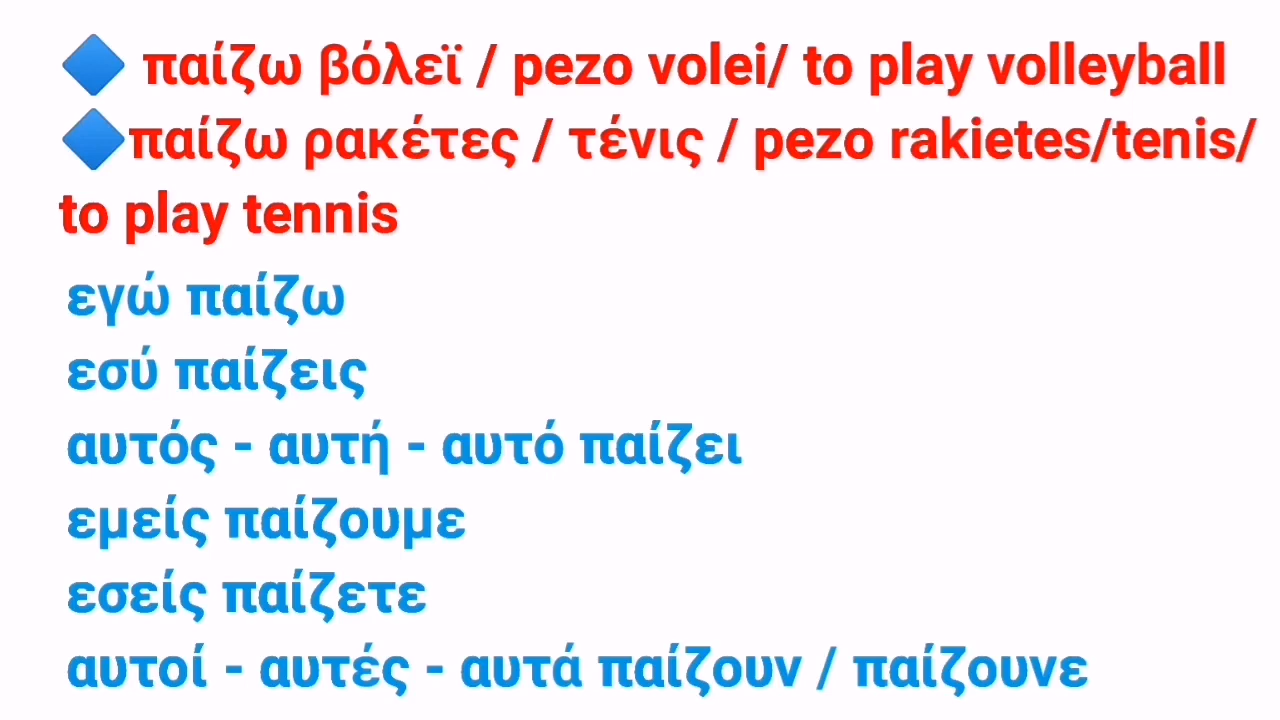 🔷 παίζω βόλεϊ / pezo volei/ to play volleyball
🔷παίζω ρακέτες / τένις / pezo rakietes/tenis/
to play tennis
εγώ παίζω
εσύ παίζεις
αυτός - αυτή - αυτό παίζει
εμείς παίζουμε
εσείς παίζετε
αυτοί - αυτές - αυτά παίζουν / παίζουνε